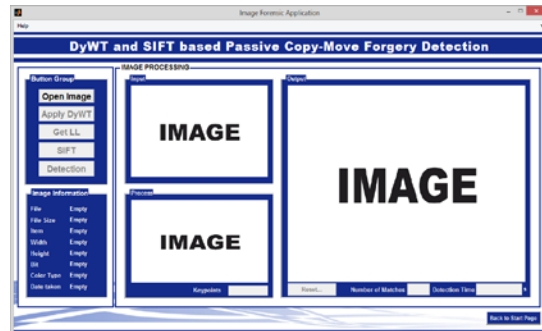 Image Forensic Application
Help
DyWT and SIFT based Passive Copy-Move Forgery Detection
Button Group
Open Image
Apply DyWT
Get LL
SIFT
Detection
Image Information
File Empty
File Size Empty
Item Empty
Width Empty
Height Empty
Bit Empty
Color Type Empty
Date taken Empty
IMAGE PROCESSING
Input
IMAGE
Process
IMAGE
Keypoints
Output
IMAGE
Reset... Number of Matches Detection Time s
Back to Start Page